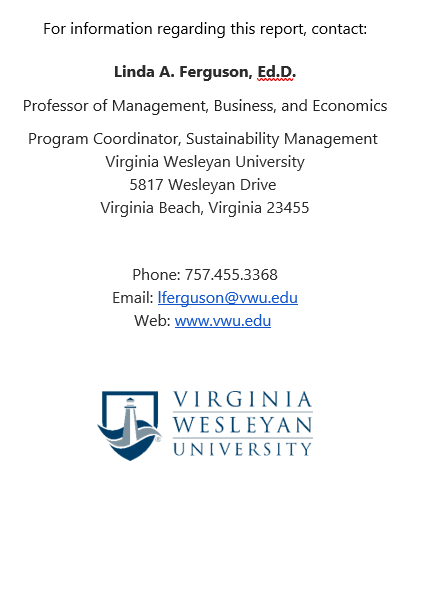 For information regarding this report, contact:
Linda A. Ferguson, Ed.D.
Professor of Management, Business, and Economics
Program Coordinator, Sustainability Management
Virginia Wesleyan University
5817 Wesleyan Drive
Virginia Beach, Virginia 23455
Phone: 757.455.3368
Email: lferguson@vwu.edu
Web: www.vwu.edu
VIRGINIA
WESLEYAN
UNIVERSITY